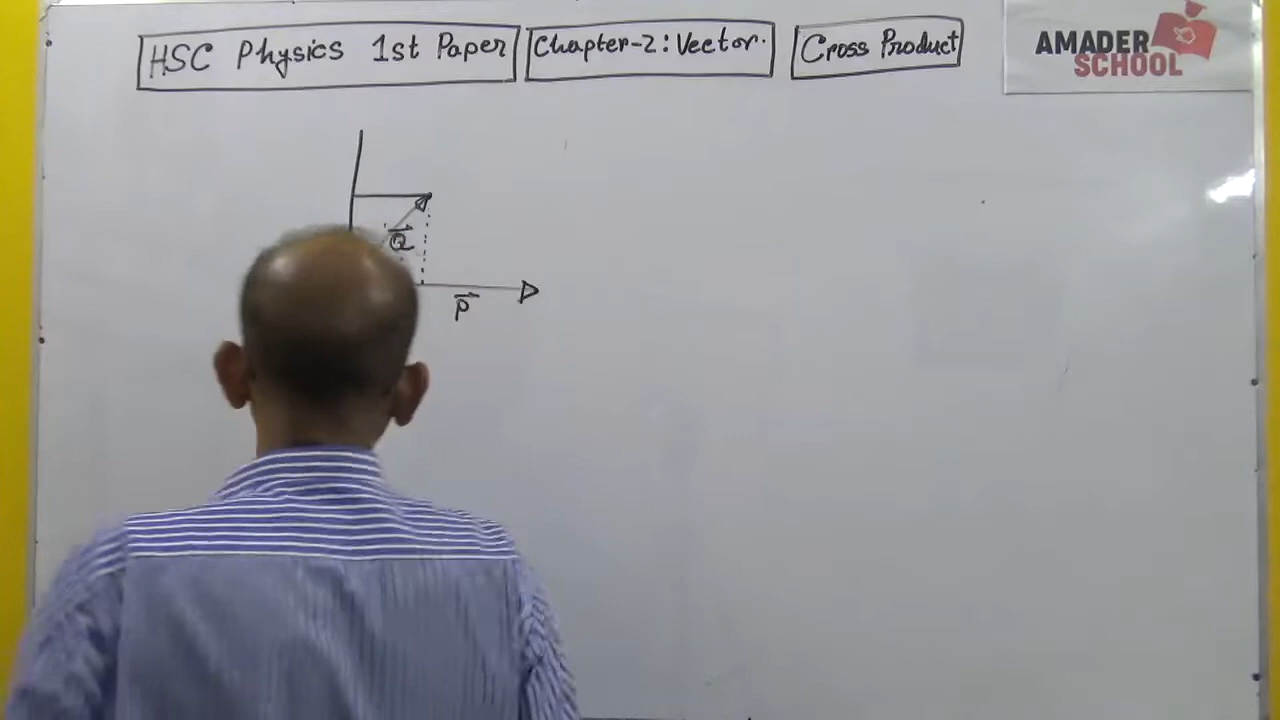 HSC Physics 1st Paper Chapter-2: Vector. Cross Product
AMADER
SCHOOL
Q
P